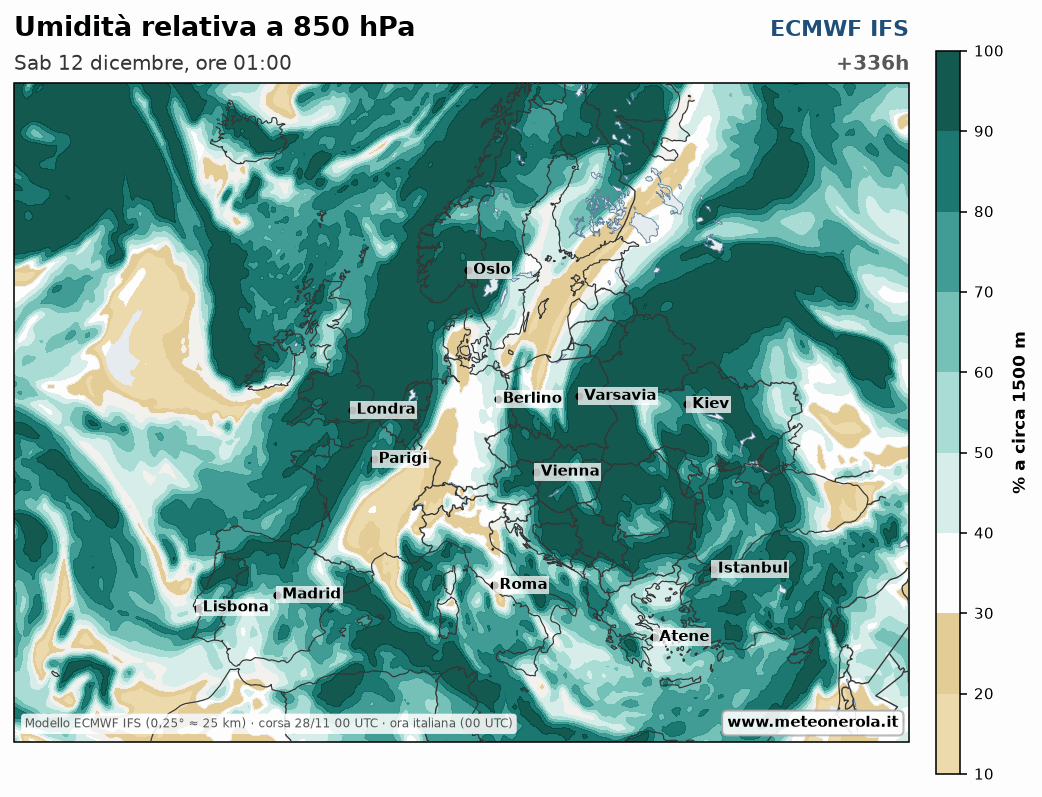 Umidità relativa a 850 hPa
ECMWF IFS
Sab 12 dicembre, ore 01:00
+336h
Oslo
Londra
Berlino
Varsavia
Kiev
Parigi
Vienna
Madrid
Roma
Istanbul
Lisbona
Atene
Modello ECMWF IFS (0,25° ≈ 25 km) · corsa 28/11 00 UTC · ora italiana (00 UTC)
www.meteonerola.it
100
90
80
70
60
50
40
30
20
10
% a circa 1500 m